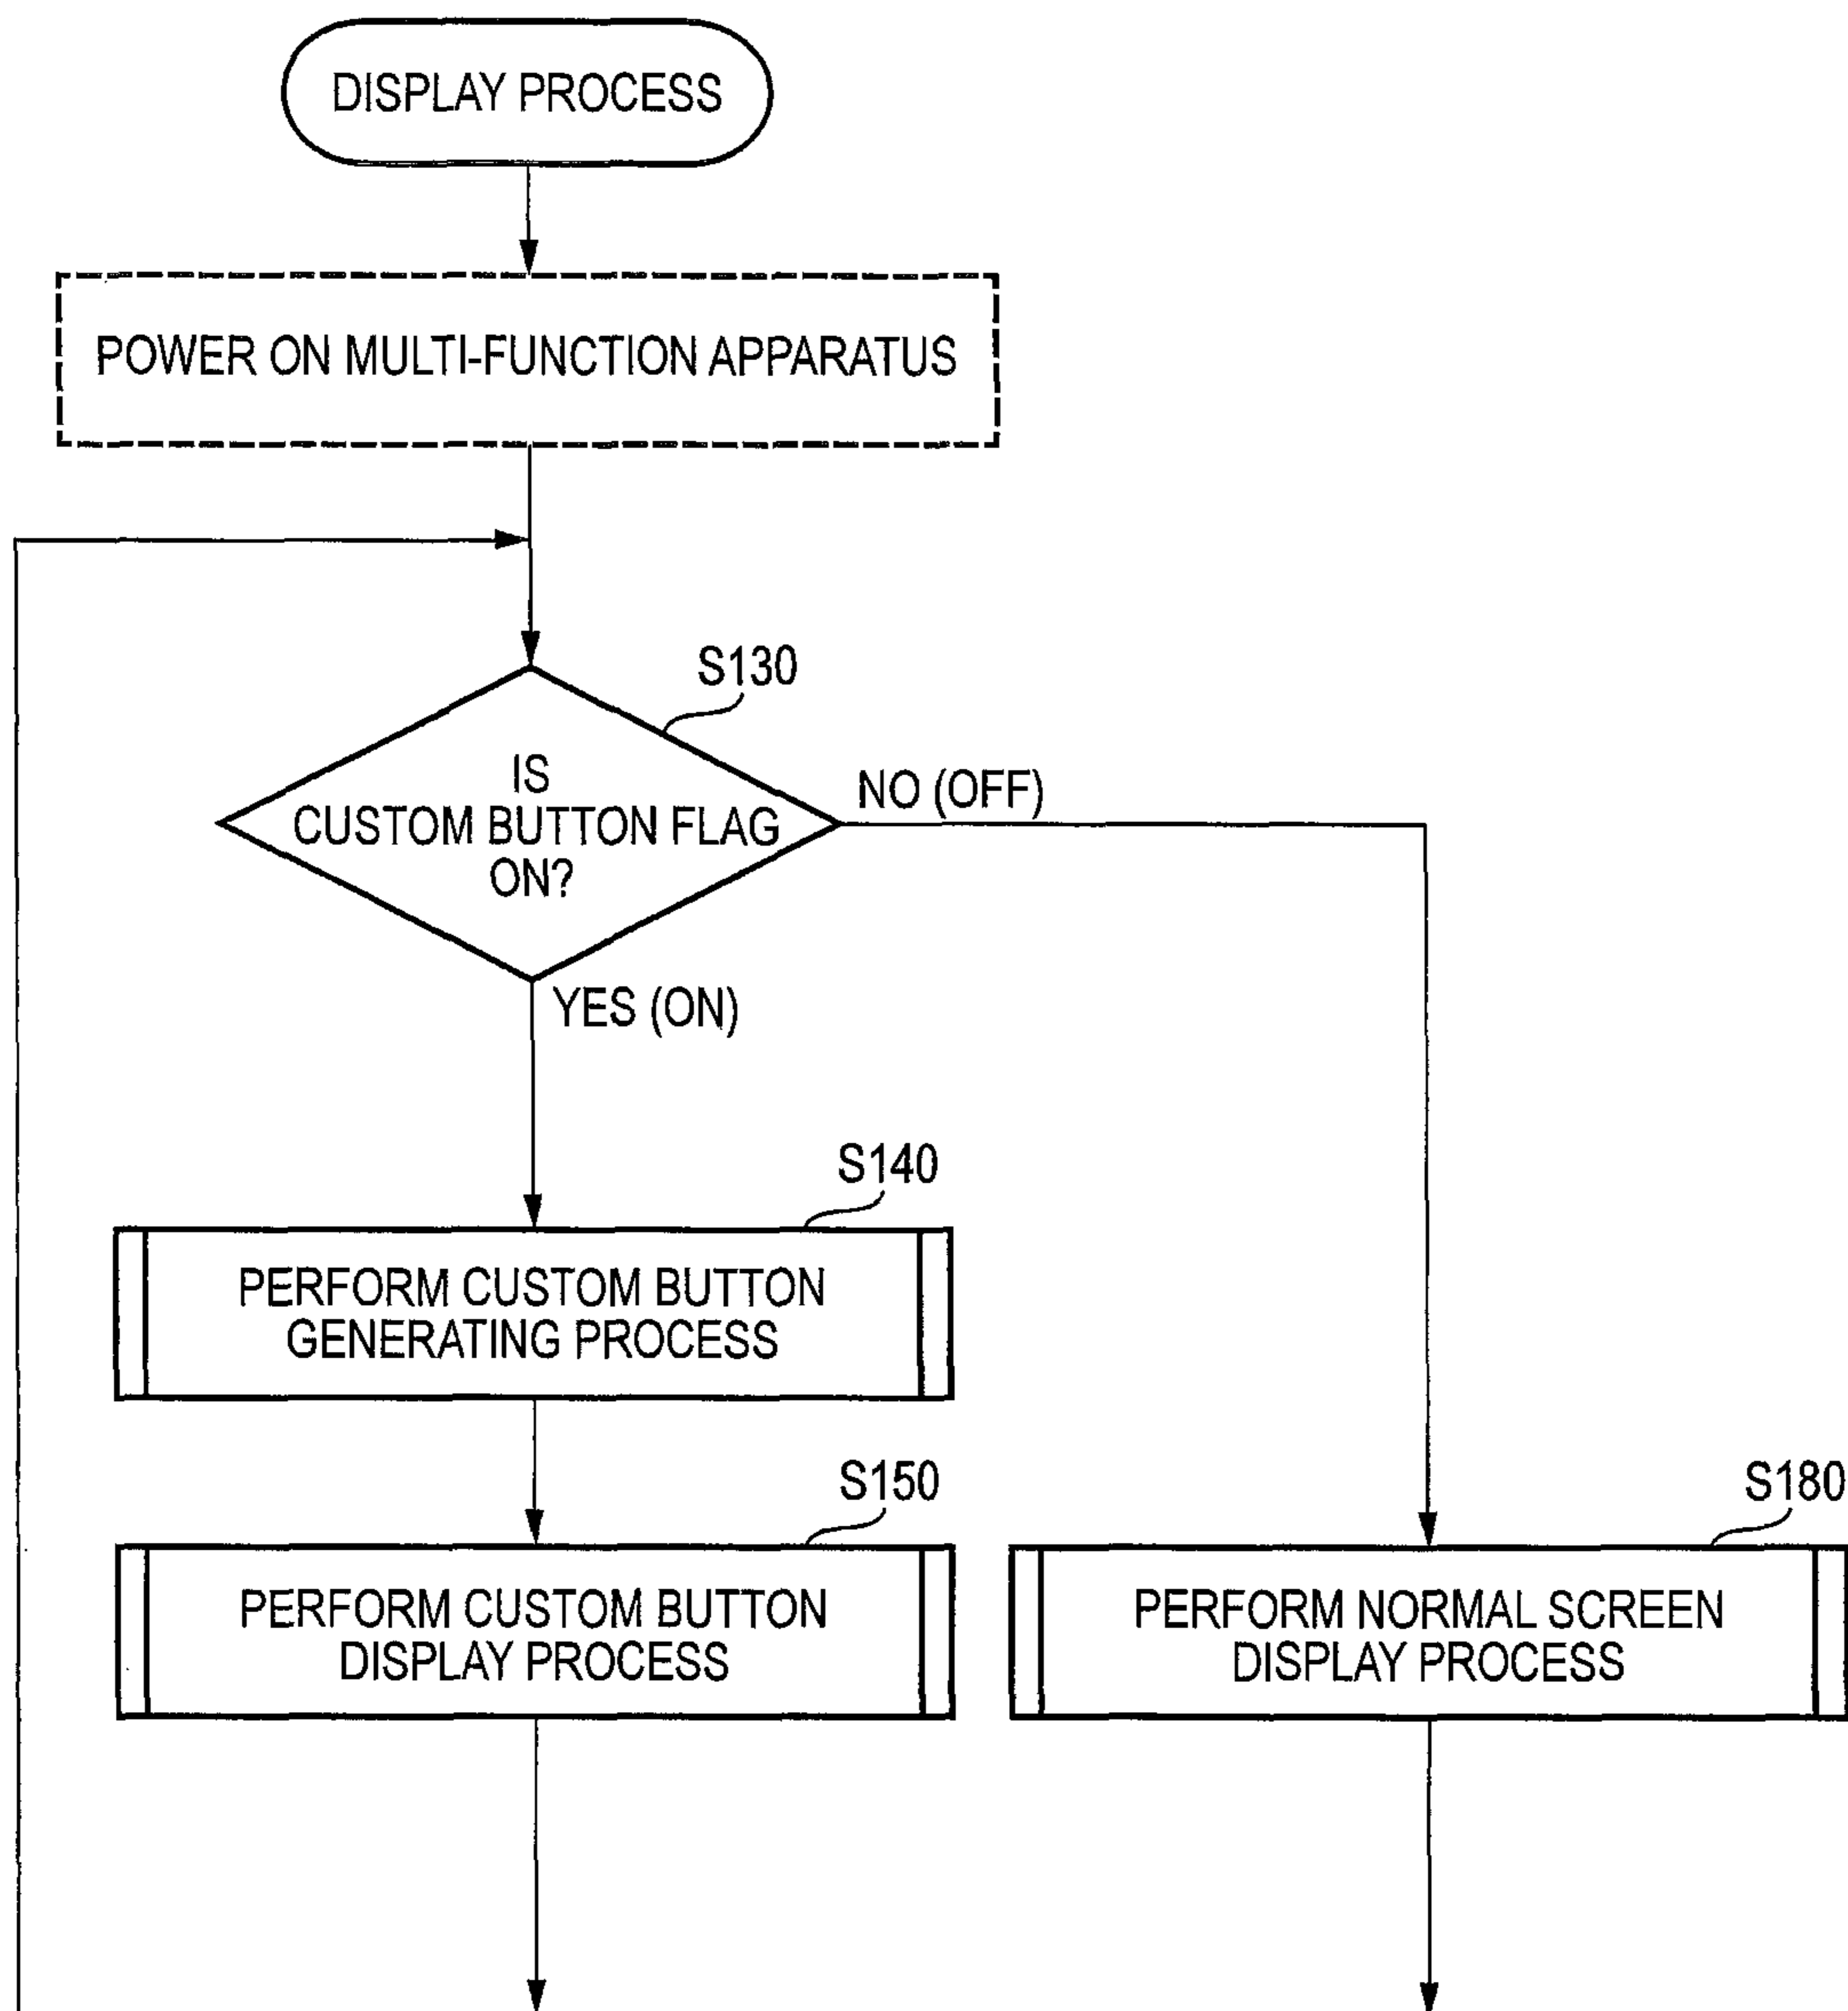 DISPLAY PROCESS
POWER ON MULTI-FUNCTION APPARATUS
S130
IS
CUSTOM BUTTON FLAG
ON?
NO (OFF)
YES (ON)
S140
PERFORM CUSTOM BUTTON
GENERATING PROCESS
S150
PERFORM CUSTOM BUTTON
DISPLAY PROCESS
S180
PERFORM NORMAL SCREEN
DISPLAY PROCESS